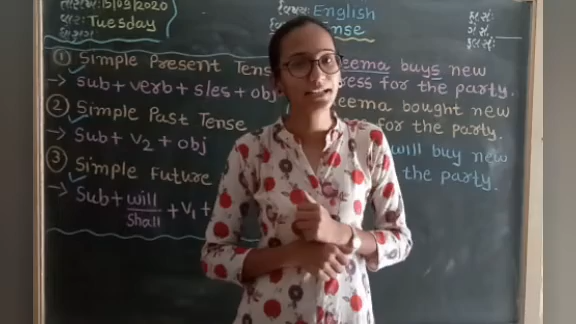 તારીખ: 15/09/2020
વાર: Tuesday
વિષય: English
Tense
① Simple Present Tense
→ sub + verb + s/es + obj
② Simple Past Tense
→ Sub + V2 + obj
③ Simple Future
→ Sub + will/shall + V1 +
eema buys new
ress for the party.
eema bought new
for the party.
will buy new
the party.